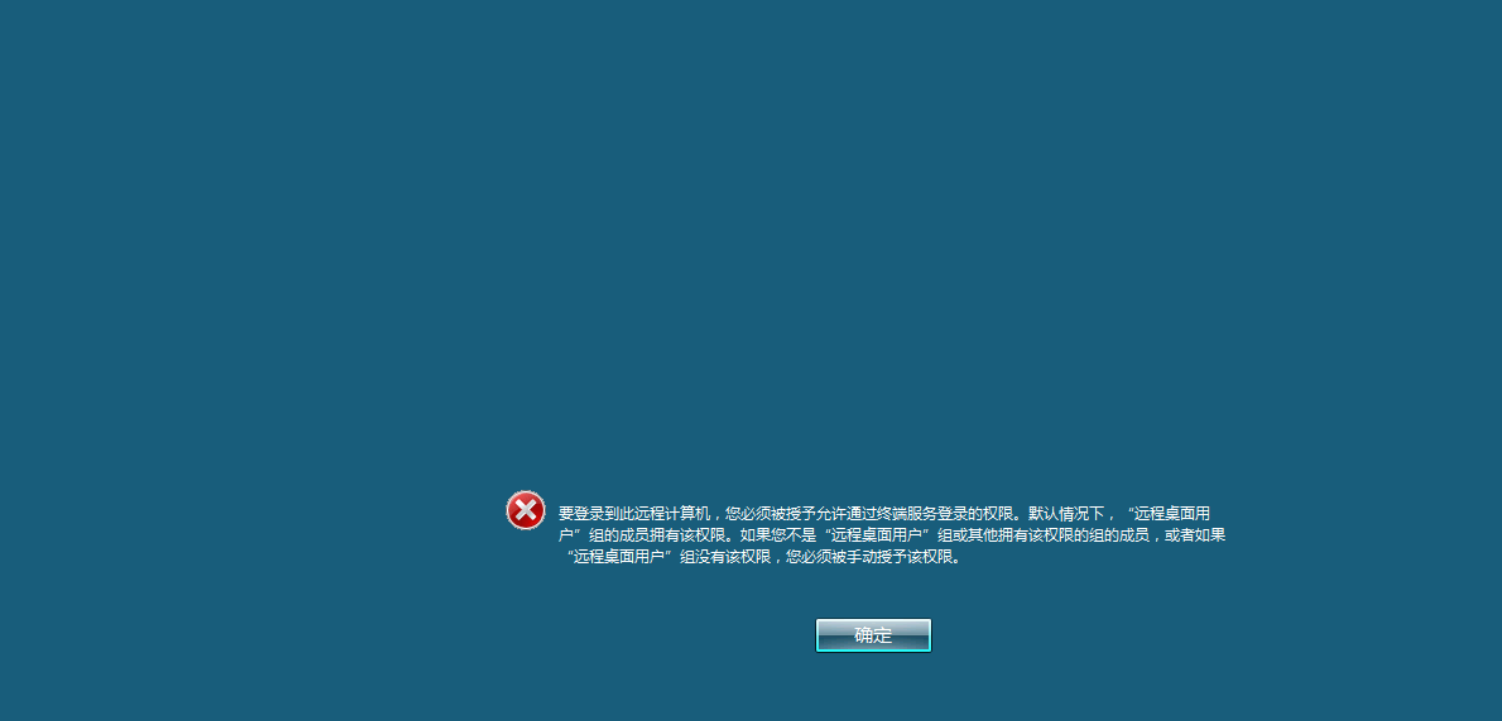 要登录到此远程计算机，您必须被授予允许通过终端服务登录的权限。默认情况下，“远程桌面用
户”组的成员拥有该权限。如果您不是“远程桌面用户”组或其他拥有该权限的组的成员，或者如果
“远程桌面用户”组没有该权限，您必须被手动授予该权限。
确定